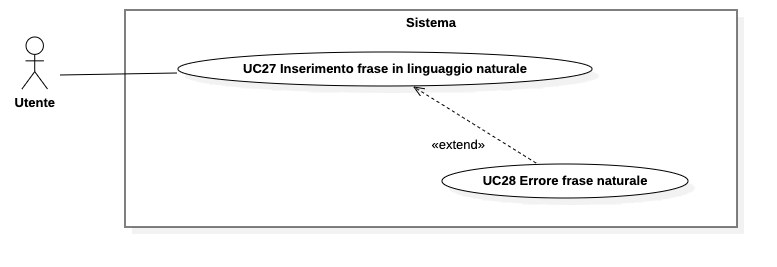 Sistema
UC27 Inserimento frase in linguaggio naturale
Utente
«extend»
UC28 Errore frase naturale